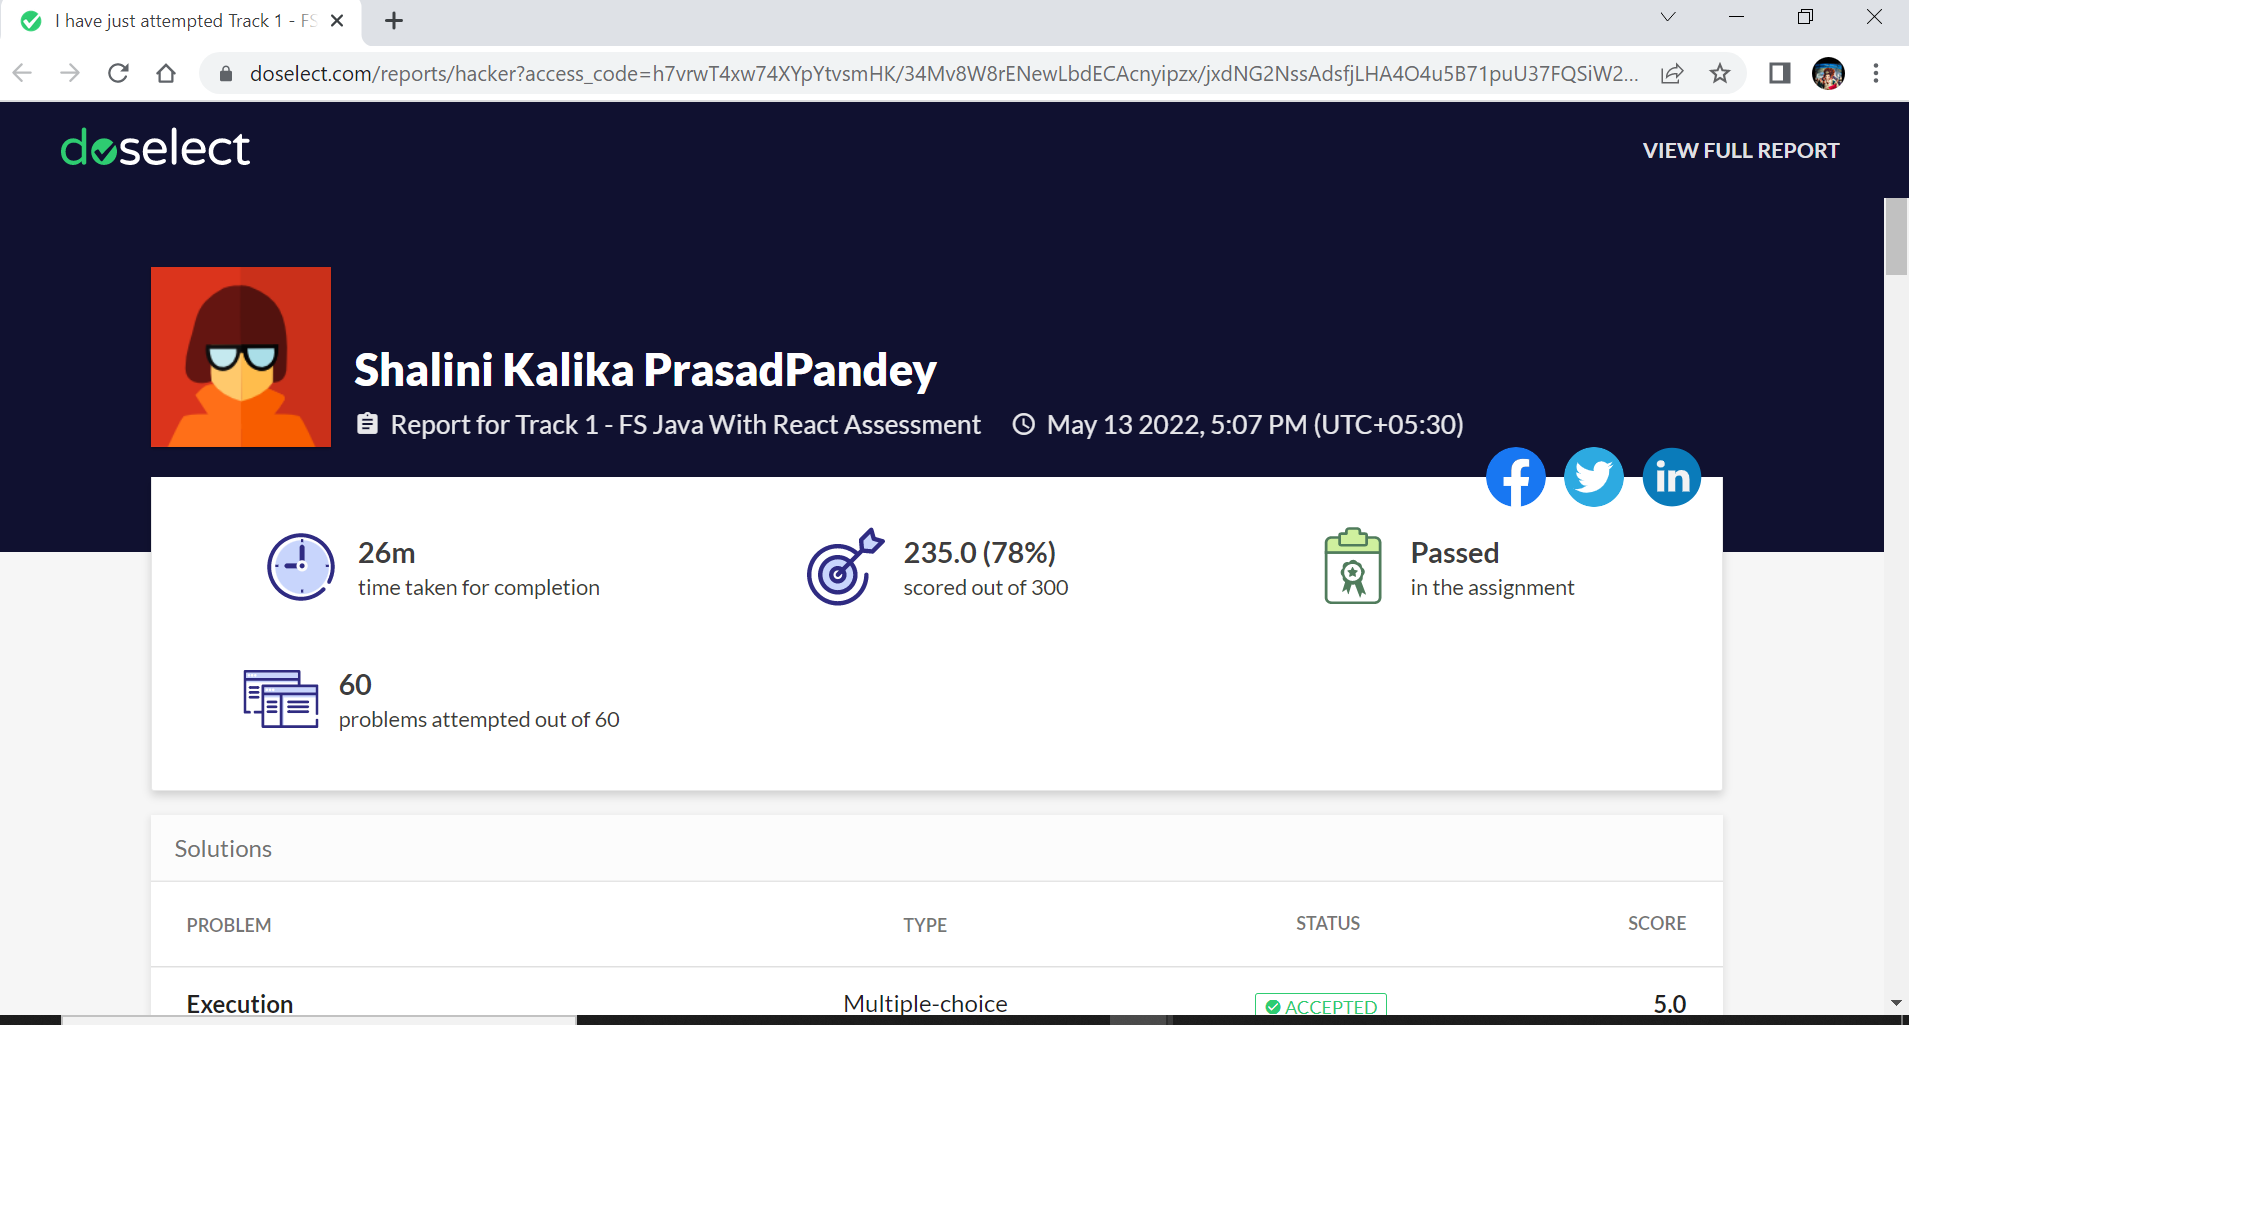 I have just attempted Track 1 - FS
doselect.com/reports/hacker?access_code=h7vrwT4xw74XYpYtvsmHK/34Mv8W8rENewLbdECAcnyipzx/jxdNG2NssAdsfjLHA4O4u5B71puU37FQSiW2...
doselect
VIEW FULL REPORT
Shalini Kalika PrasadPandey
Report for Track 1 - FS Java With React Assessment
May 13 2022, 5:07 PM (UTC+05:30)
26m
time taken for completion
235.0 (78%)
scored out of 300
Passed
in the assignment
60
problems attempted out of 60
Solutions
PROBLEM TYPE STATUS SCORE
Execution Multiple-choice ACCEPTED 5.0